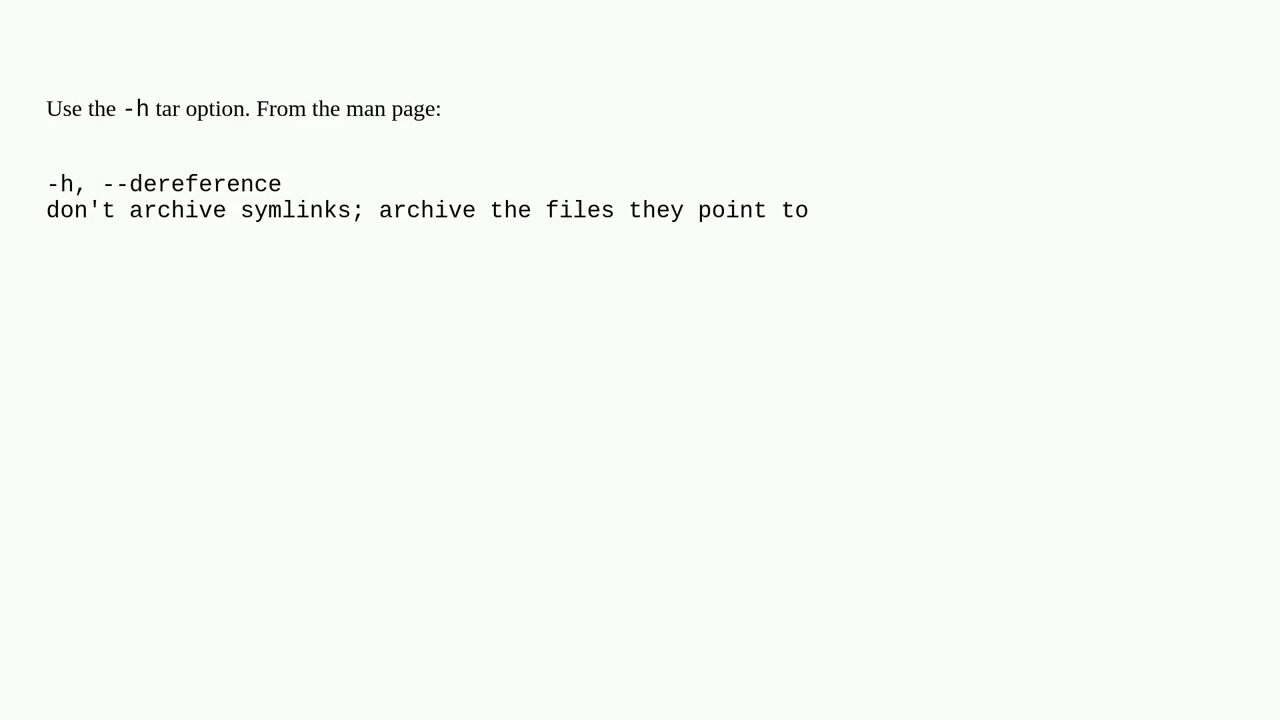 Use the -h tar option. From the man page:
-h, --dereference
don't archive symlinks; archive the files they point to